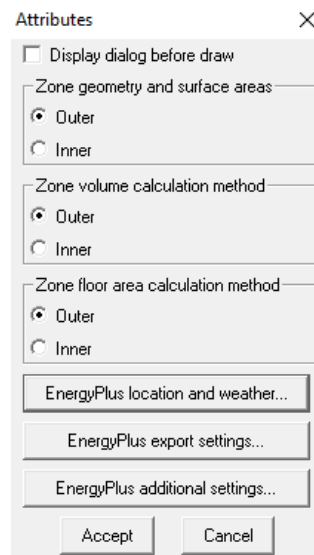 Attributes
Display dialog before draw
Zone geometry and surface areas
Outer
Inner
Zone volume calculation method
Outer
Inner
Zone floor area calculation method
Outer
Inner
EnergyPlus location and weather...
EnergyPlus export settings...
EnergyPlus additional settings...
Accept Cancel